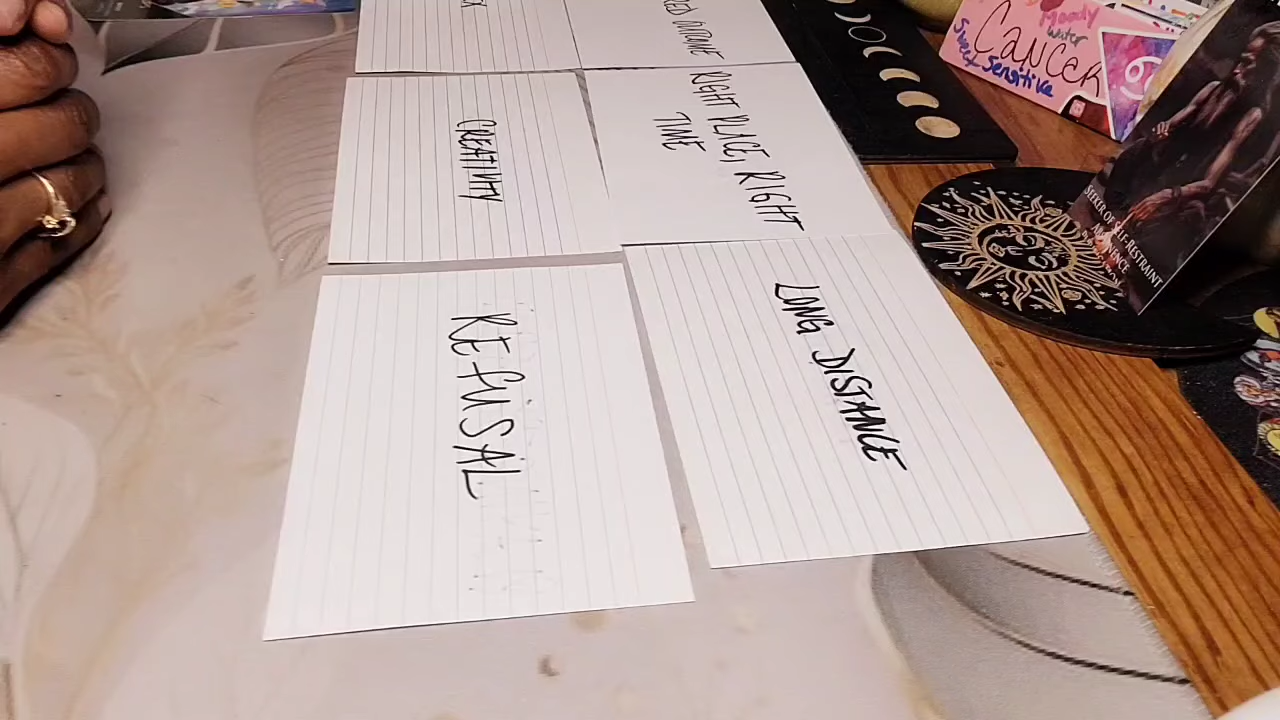 CREATIVITY
RIGHT PLACE, RIGHT
TIME
REFUSAL
LONG DISTANCE
Moody
Water
Cancer
Sweet Sensitive
SEEKER OF SELF-RESTRAINT